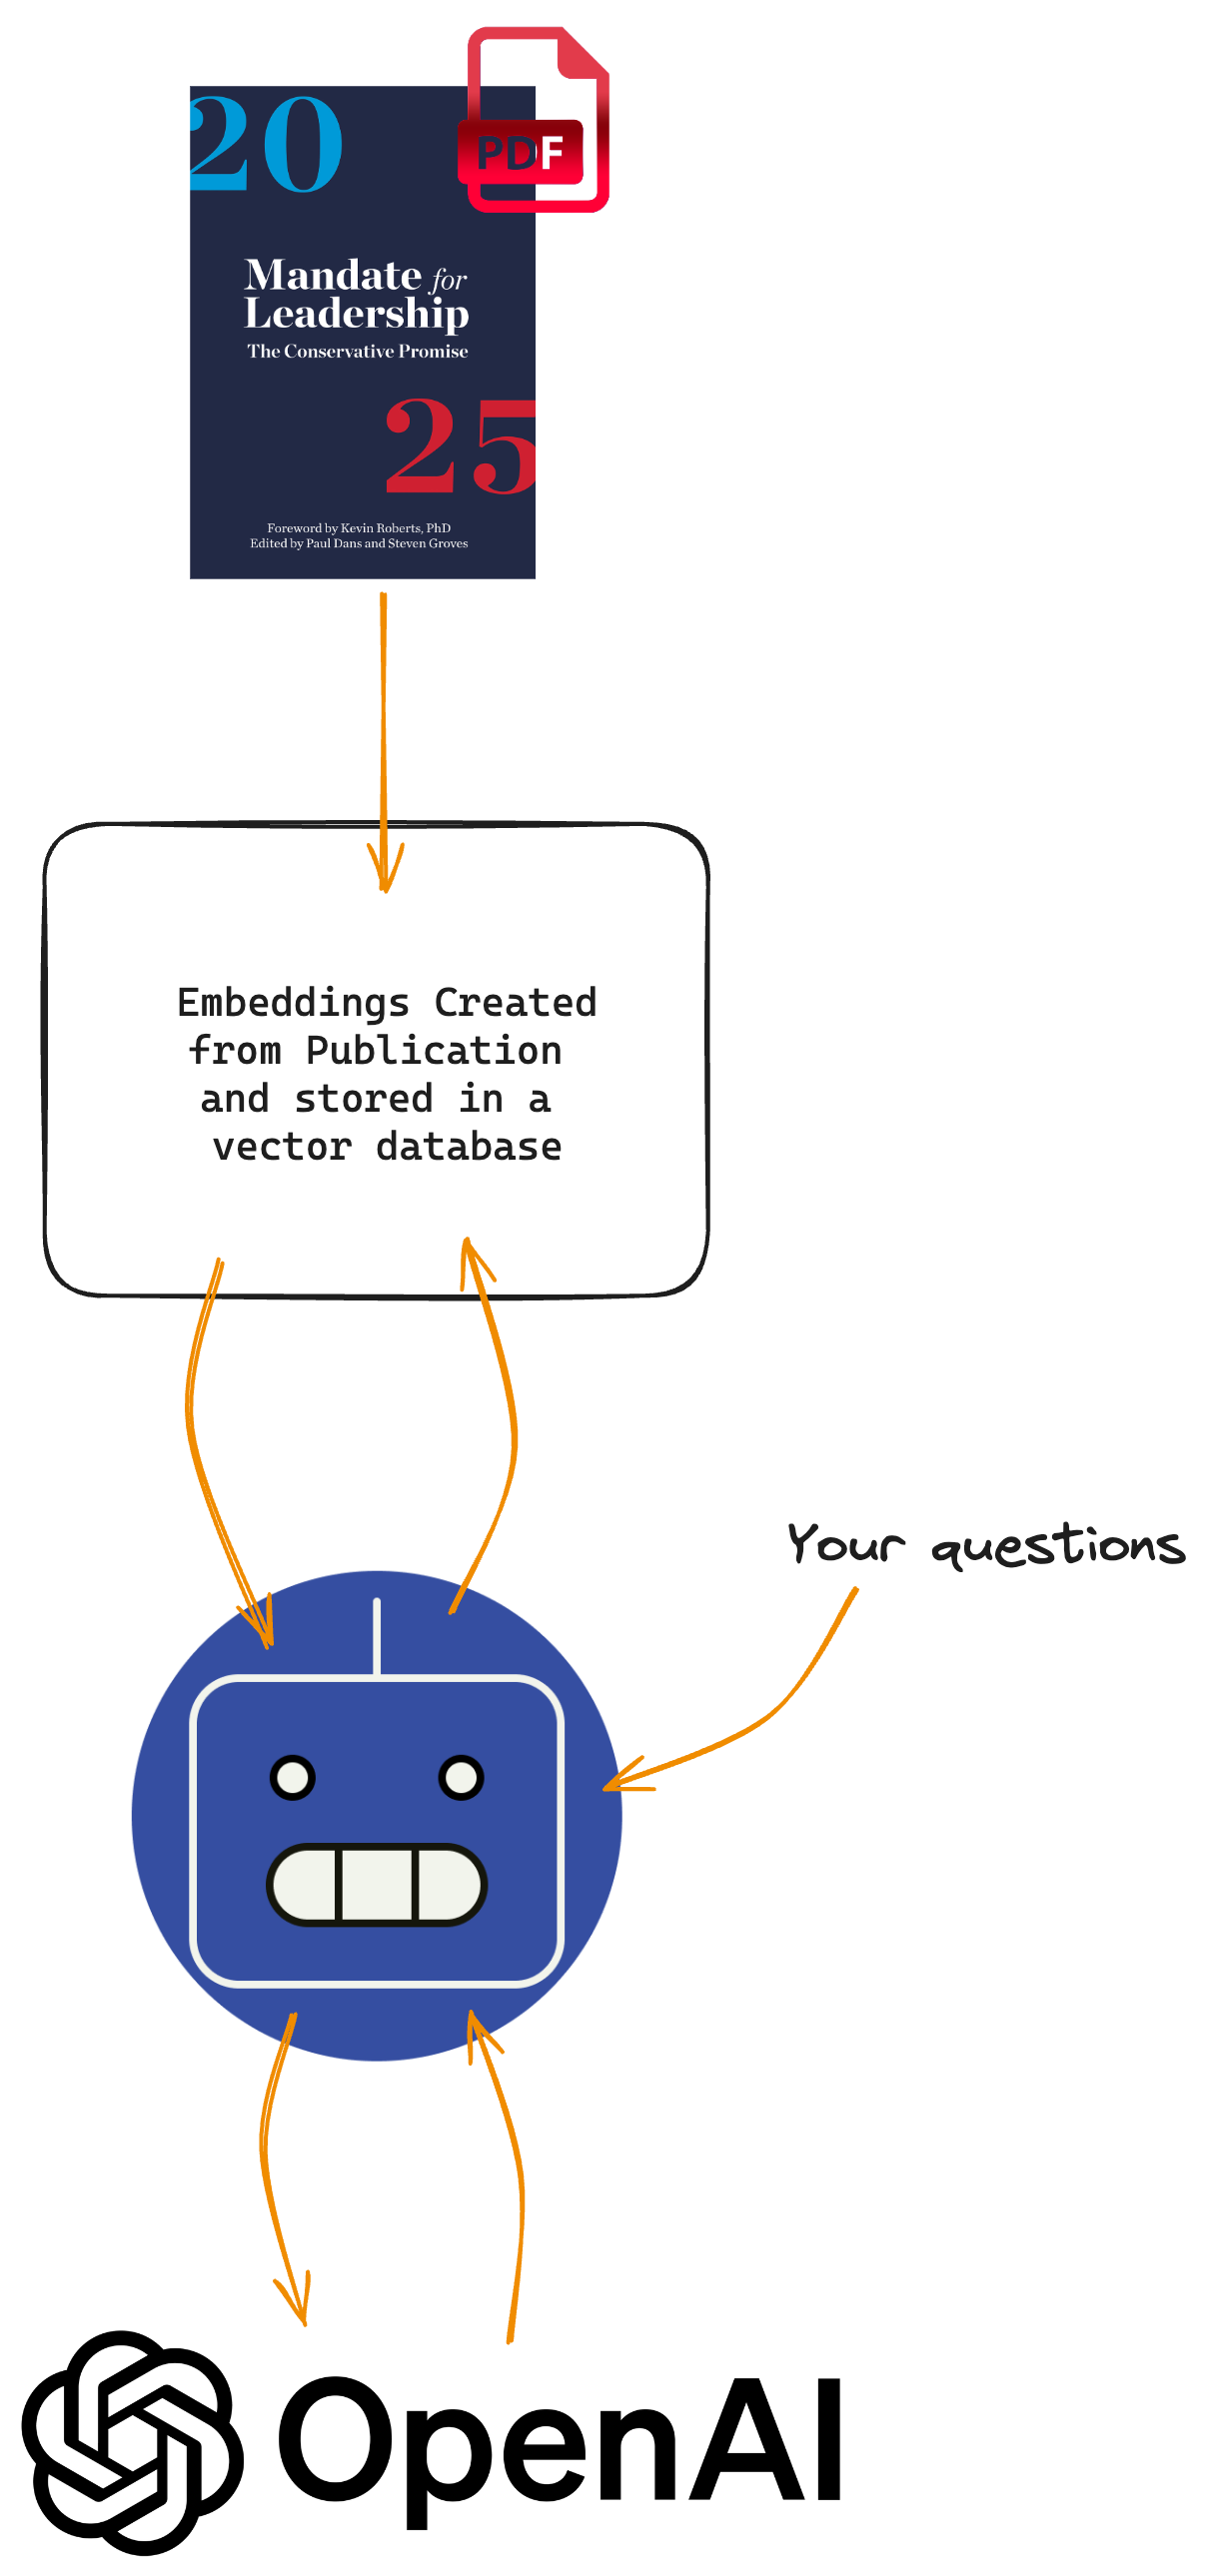 PDF
20
Mandate for
Leadership
The Conservative Promise
25
Foreword by Kevin Roberts, PhD
Edited by Paul Dans and Steven Groves
Embeddings Created
from Publication
and stored in a
vector database
Your questions
OpenAI